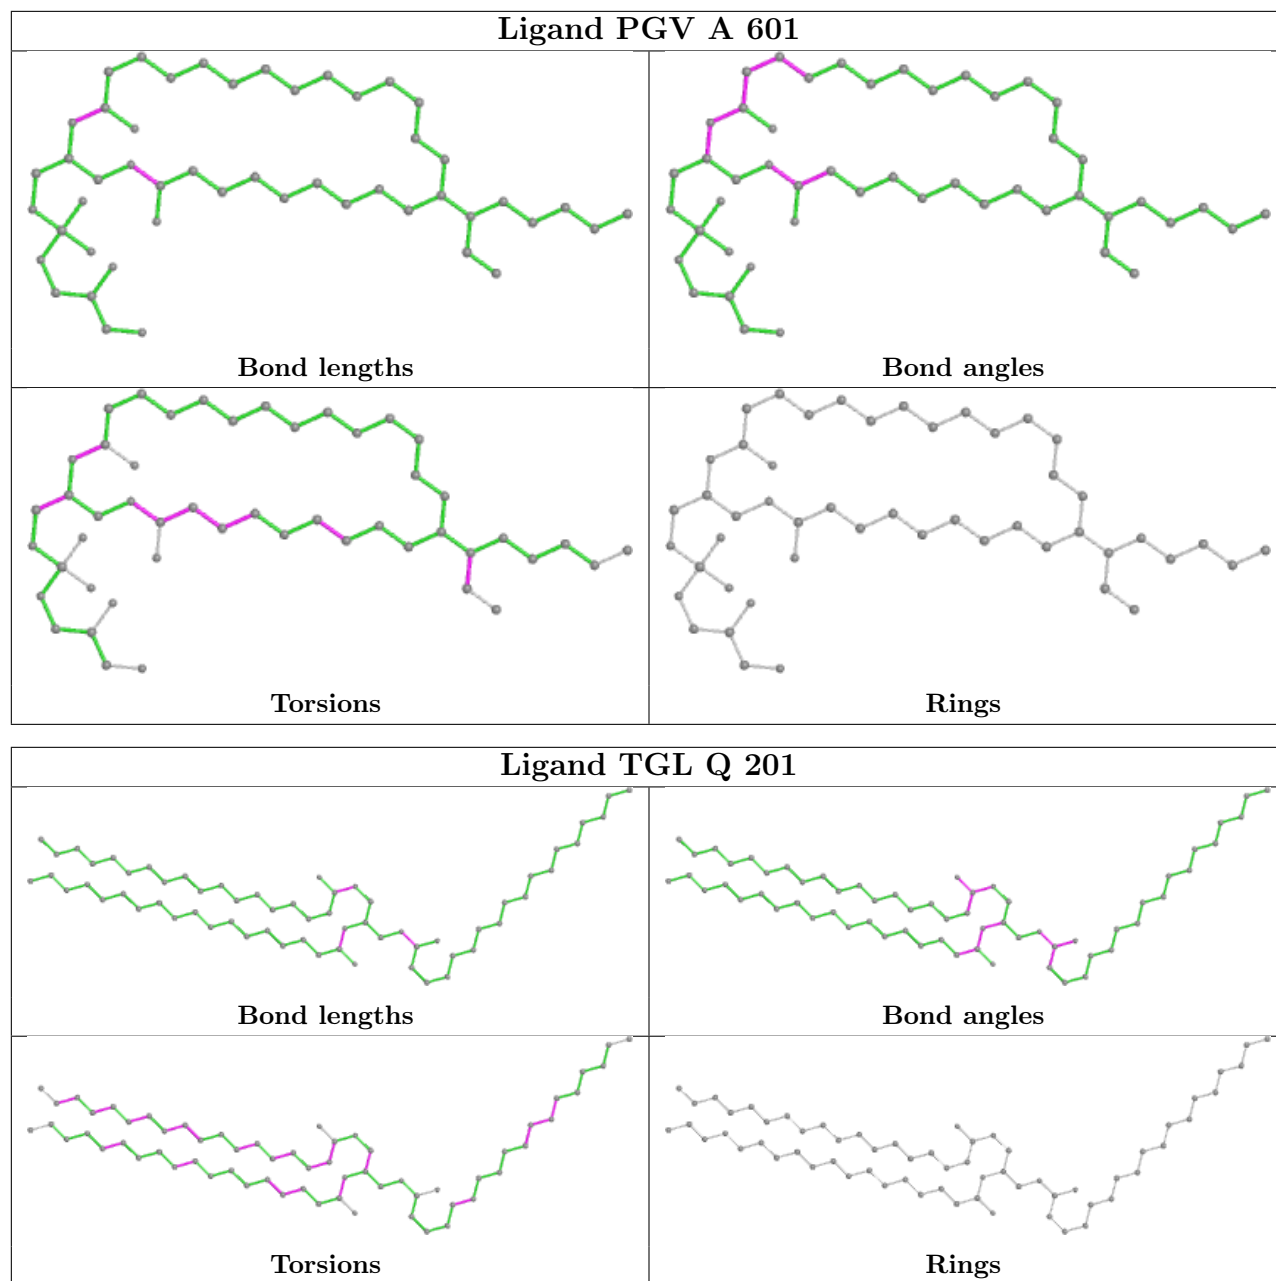 Ligand PGV A 601
Bond lengths
Bond angles
Torsions
Rings
Ligand TGL Q 201
Bond lengths
Bond angles
Torsions
Rings